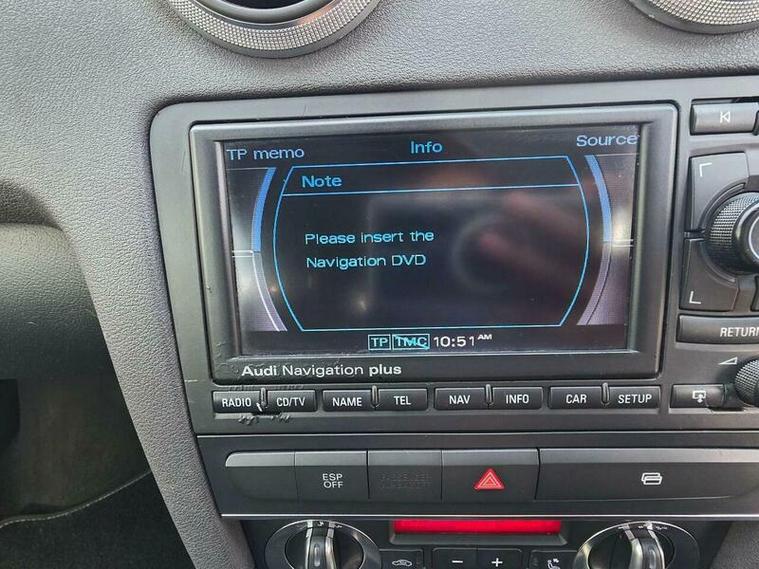 TP memo Info Source
Note
Please insert the
Navigation DVD
TP TMC 10:51 AM
Audi Navigation plus
RADIO CD/TV NAME TEL NAV INFO CAR SETUP
RETURN
ESP
OFF
PASSENGER